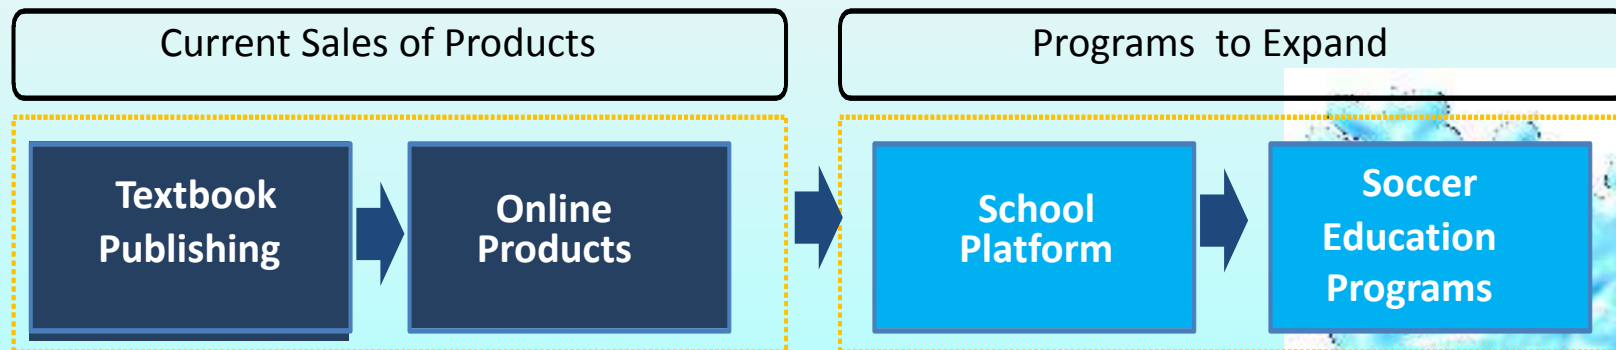 Current Sales of Products
Programs to Expand
Textbook
Publishing
Online
Products
School
Platform
Soccer
Education
Programs